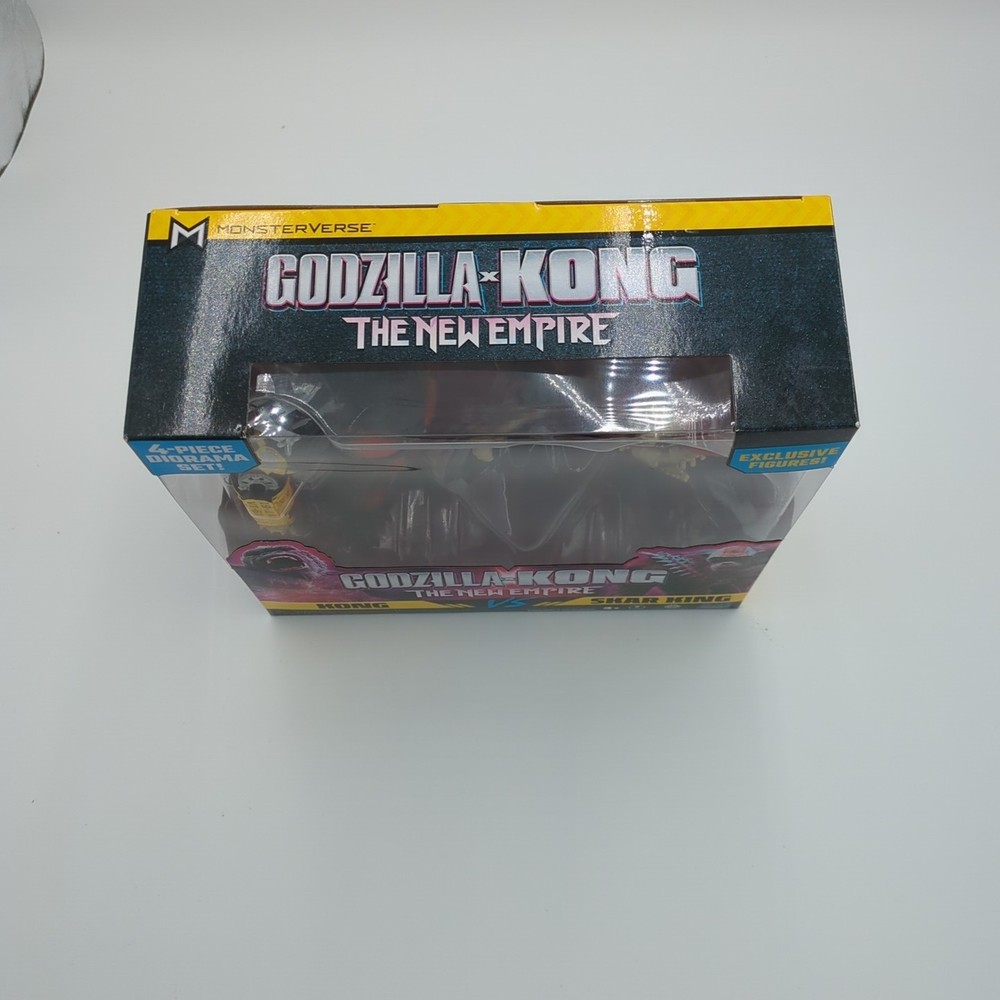 M MONSTERVERSE™
GODZILLA x KONG
THE NEW EMPIRE
4-PIECE
DIORAMA
SET!
EXCLUSIVE
FIGURES!
GODZILLA x KONG
THE NEW EMPIRE
KONG VS SKAR KING